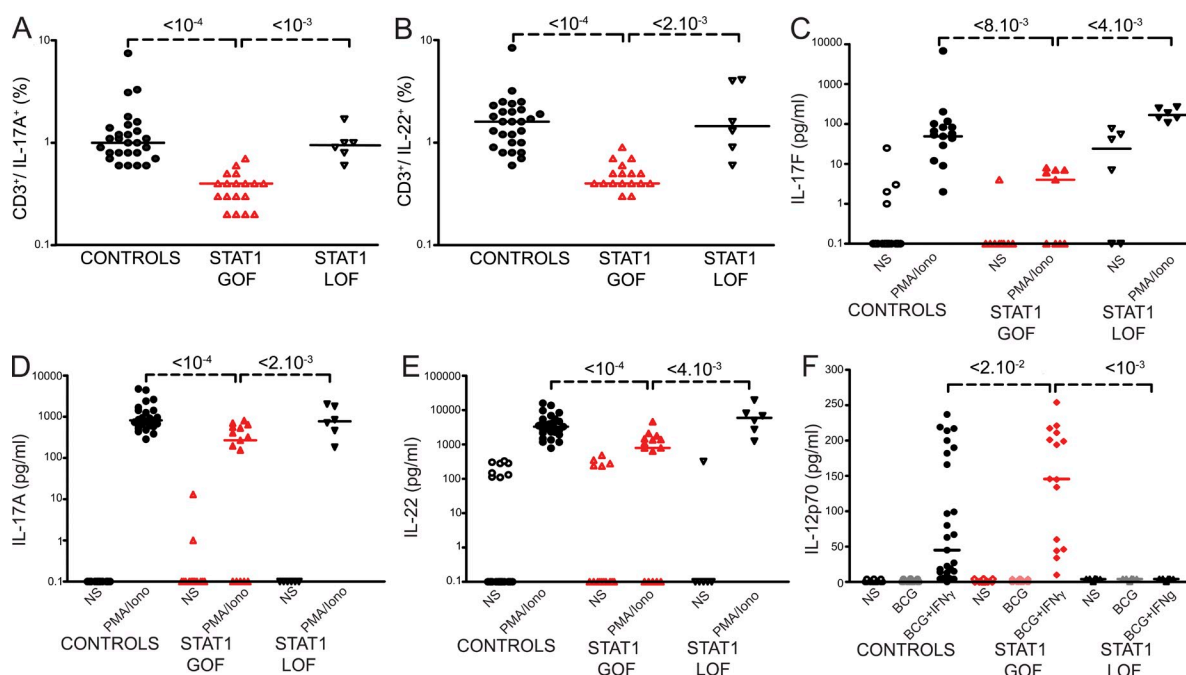 A
<10-4
<10-3
CD3+/ IL-17A+ (%)
10
1
0.1
CONTROLS
STAT1
GOF
STAT1
LOF
B
<10-4
<2.10-3
CD3+/ IL-22+ (%)
10
1
0.1
CONTROLS
STAT1
GOF
STAT1
LOF
C
<8.10-3
<4.10-3
IL-17F (pg/ml)
10000
1000
100
10
1
0.1
NS
PMA/Iono
NS
PMA/Iono
NS
PMA/Iono
CONTROLS
STAT1
GOF
STAT1
LOF
D
<10-4
<2.10-3
IL-17A (pg/ml)
10000
1000
100
10
1
0.1
NS
PMA/Iono
NS
PMA/Iono
NS
PMA/Iono
CONTROLS
STAT1
GOF
STAT1
LOF
E
<10-4
<4.10-3
IL-22 (pg/ml)
10000
1000
100
10
1
0.1
NS
PMA/Iono
NS
PMA/Iono
NS
PMA/Iono
CONTROLS
STAT1
GOF
STAT1
LOF
F
<2.10-2
<10-3
IL-12p70 (pg/ml)
300
250
200
150
100
50
0
NS
BCG
BCG+IFNγ
NS
BCG
BCG+IFNγ
NS
BCG
BCG+IFNg
CONTROLS
STAT1
GOF
STAT1
LOF